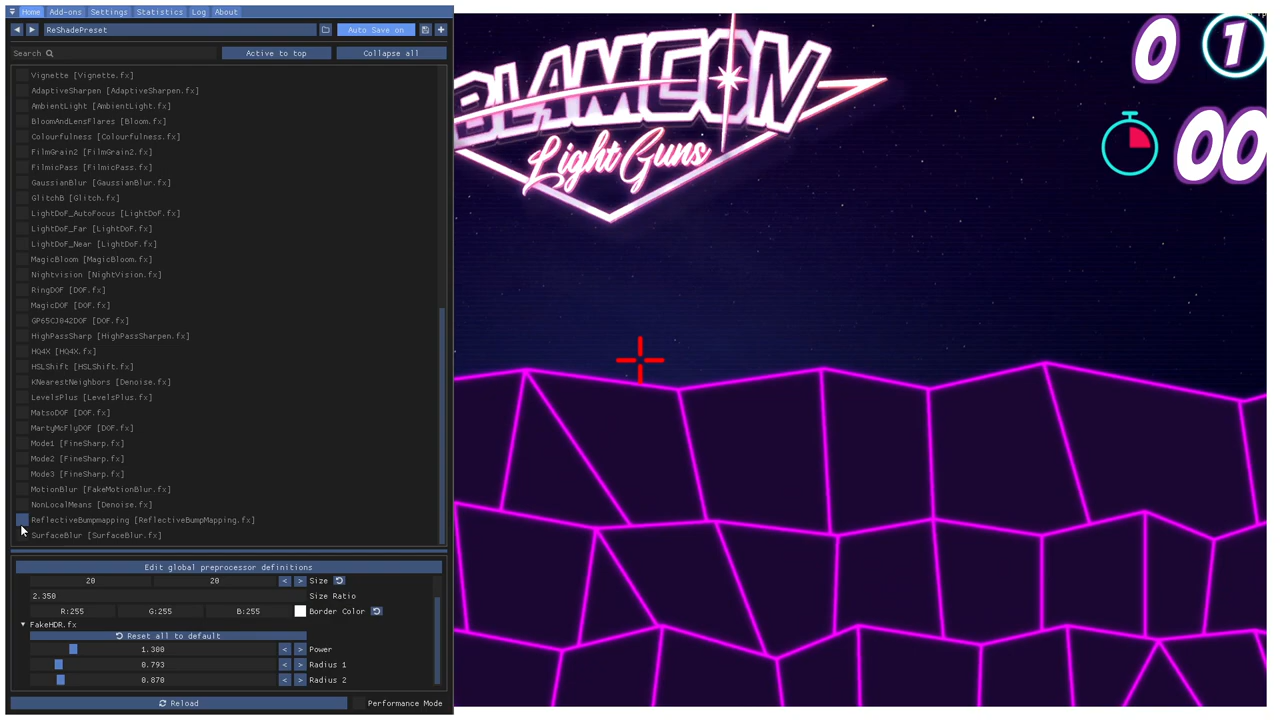 Home Add-ons Settings Statistics Log About
ReShadePreset Auto Save on
Search Active to top Collapse all
Vignette [Vignette.fx]
AdaptiveSharpen [AdaptiveSharpen.fx]
AmbientLight [AmbientLight.fx]
BloomAndLensFlares [Bloom.fx]
Colourfulness [Colourfulness.fx]
FilmGrain2 [FilmGrain2.fx]
FilmicPass [FilmicPass.fx]
GaussianBlur [GaussianBlur.fx]
GlitchB [Glitch.fx]
LightDoF_AutoFocus [LightDoF.fx]
LightDoF_Far [LightDoF.fx]
LightDoF_Near [LightDoF.fx]
MagicBloom [MagicBloom.fx]
Nightvision [NightVision.fx]
RingDOF [DOF.fx]
MagicDOF [DOF.fx]
GP65CJ042DOF [DOF.fx]
HighPassSharp [HighPassSharpen.fx]
HQ4X [HQ4X.fx]
HSLShift [HSLShift.fx]
KNearestNeighbors [Denoise.fx]
LevelsPlus [LevelsPlus.fx]
MatsoDOF [DOF.fx]
MartyMcFlyDOF [DOF.fx]
Mode1 [FineSharp.fx]
Mode2 [FineSharp.fx]
Mode3 [FineSharp.fx]
MotionBlur [FakeMotionBlur.fx]
NonLocalMeans [Denoise.fx]
ReflectiveBumpmapping [ReflectiveBumpMapping.fx]
SurfaceBlur [SurfaceBlur.fx]
Edit global preprocessor definitions
20 20 < > Size
2.350 Size Ratio
R:255 G:255 B:255 Border Color
FakeHDR.fx
Reset all to default
1.300 < > Power
0.793 < > Radius 1
0.870 < > Radius 2
Reload Performance Mode
BLAMCON
Light Guns
0 1
00